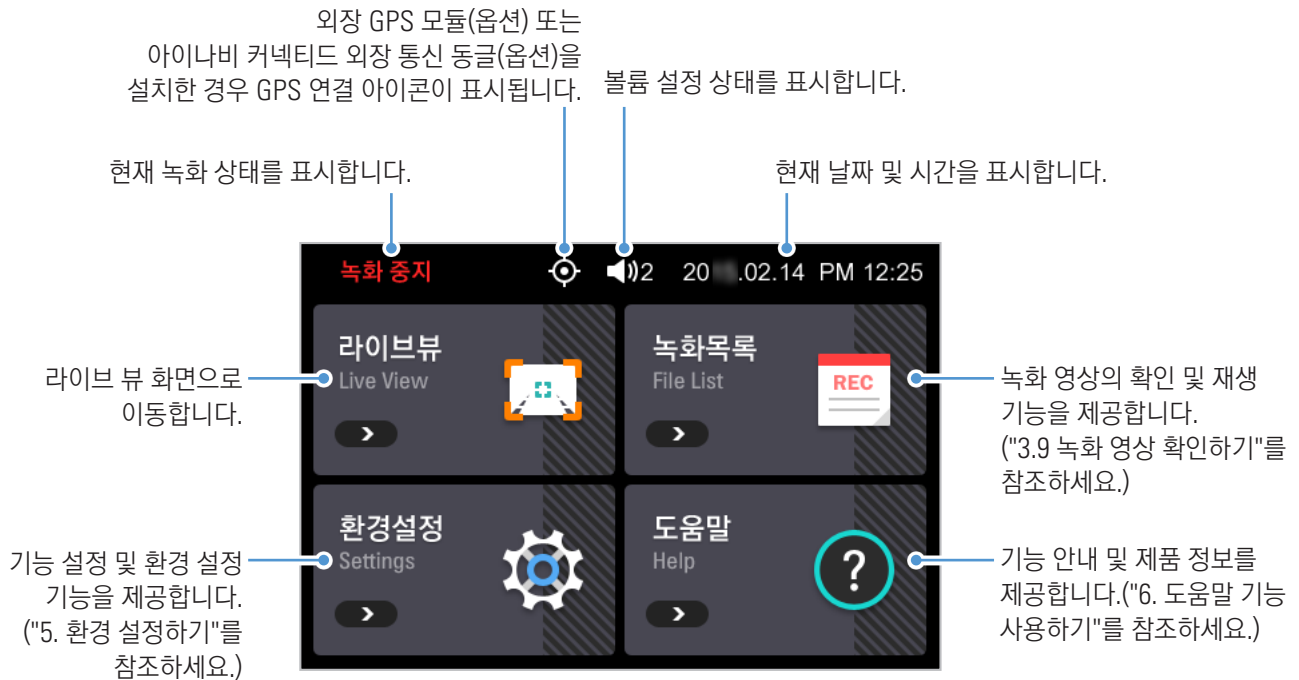 외장 GPS 모듈(옵션) 또는
아이나비 커넥티드 외장 통신 동글(옵션)을
설치한 경우 GPS 연결 아이콘이 표시됩니다.
볼륨 설정 상태를 표시합니다.
현재 녹화 상태를 표시합니다.
현재 날짜 및 시간을 표시합니다.
녹화 중지
2
20 .02.14 PM 12:25
라이브뷰
Live View
녹화목록
File List
REC
라이브 뷰 화면으로
이동합니다.
녹화 영상의 확인 및 재생
기능을 제공합니다.
("3.9 녹화 영상 확인하기"를
참조하세요.)
환경설정
Settings
도움말
Help
?
기능 설정 및 환경 설정
기능을 제공합니다.
("5. 환경 설정하기"를
참조하세요.)
기능 안내 및 제품 정보를
제공합니다.("6. 도움말 기능
사용하기"를 참조하세요.)